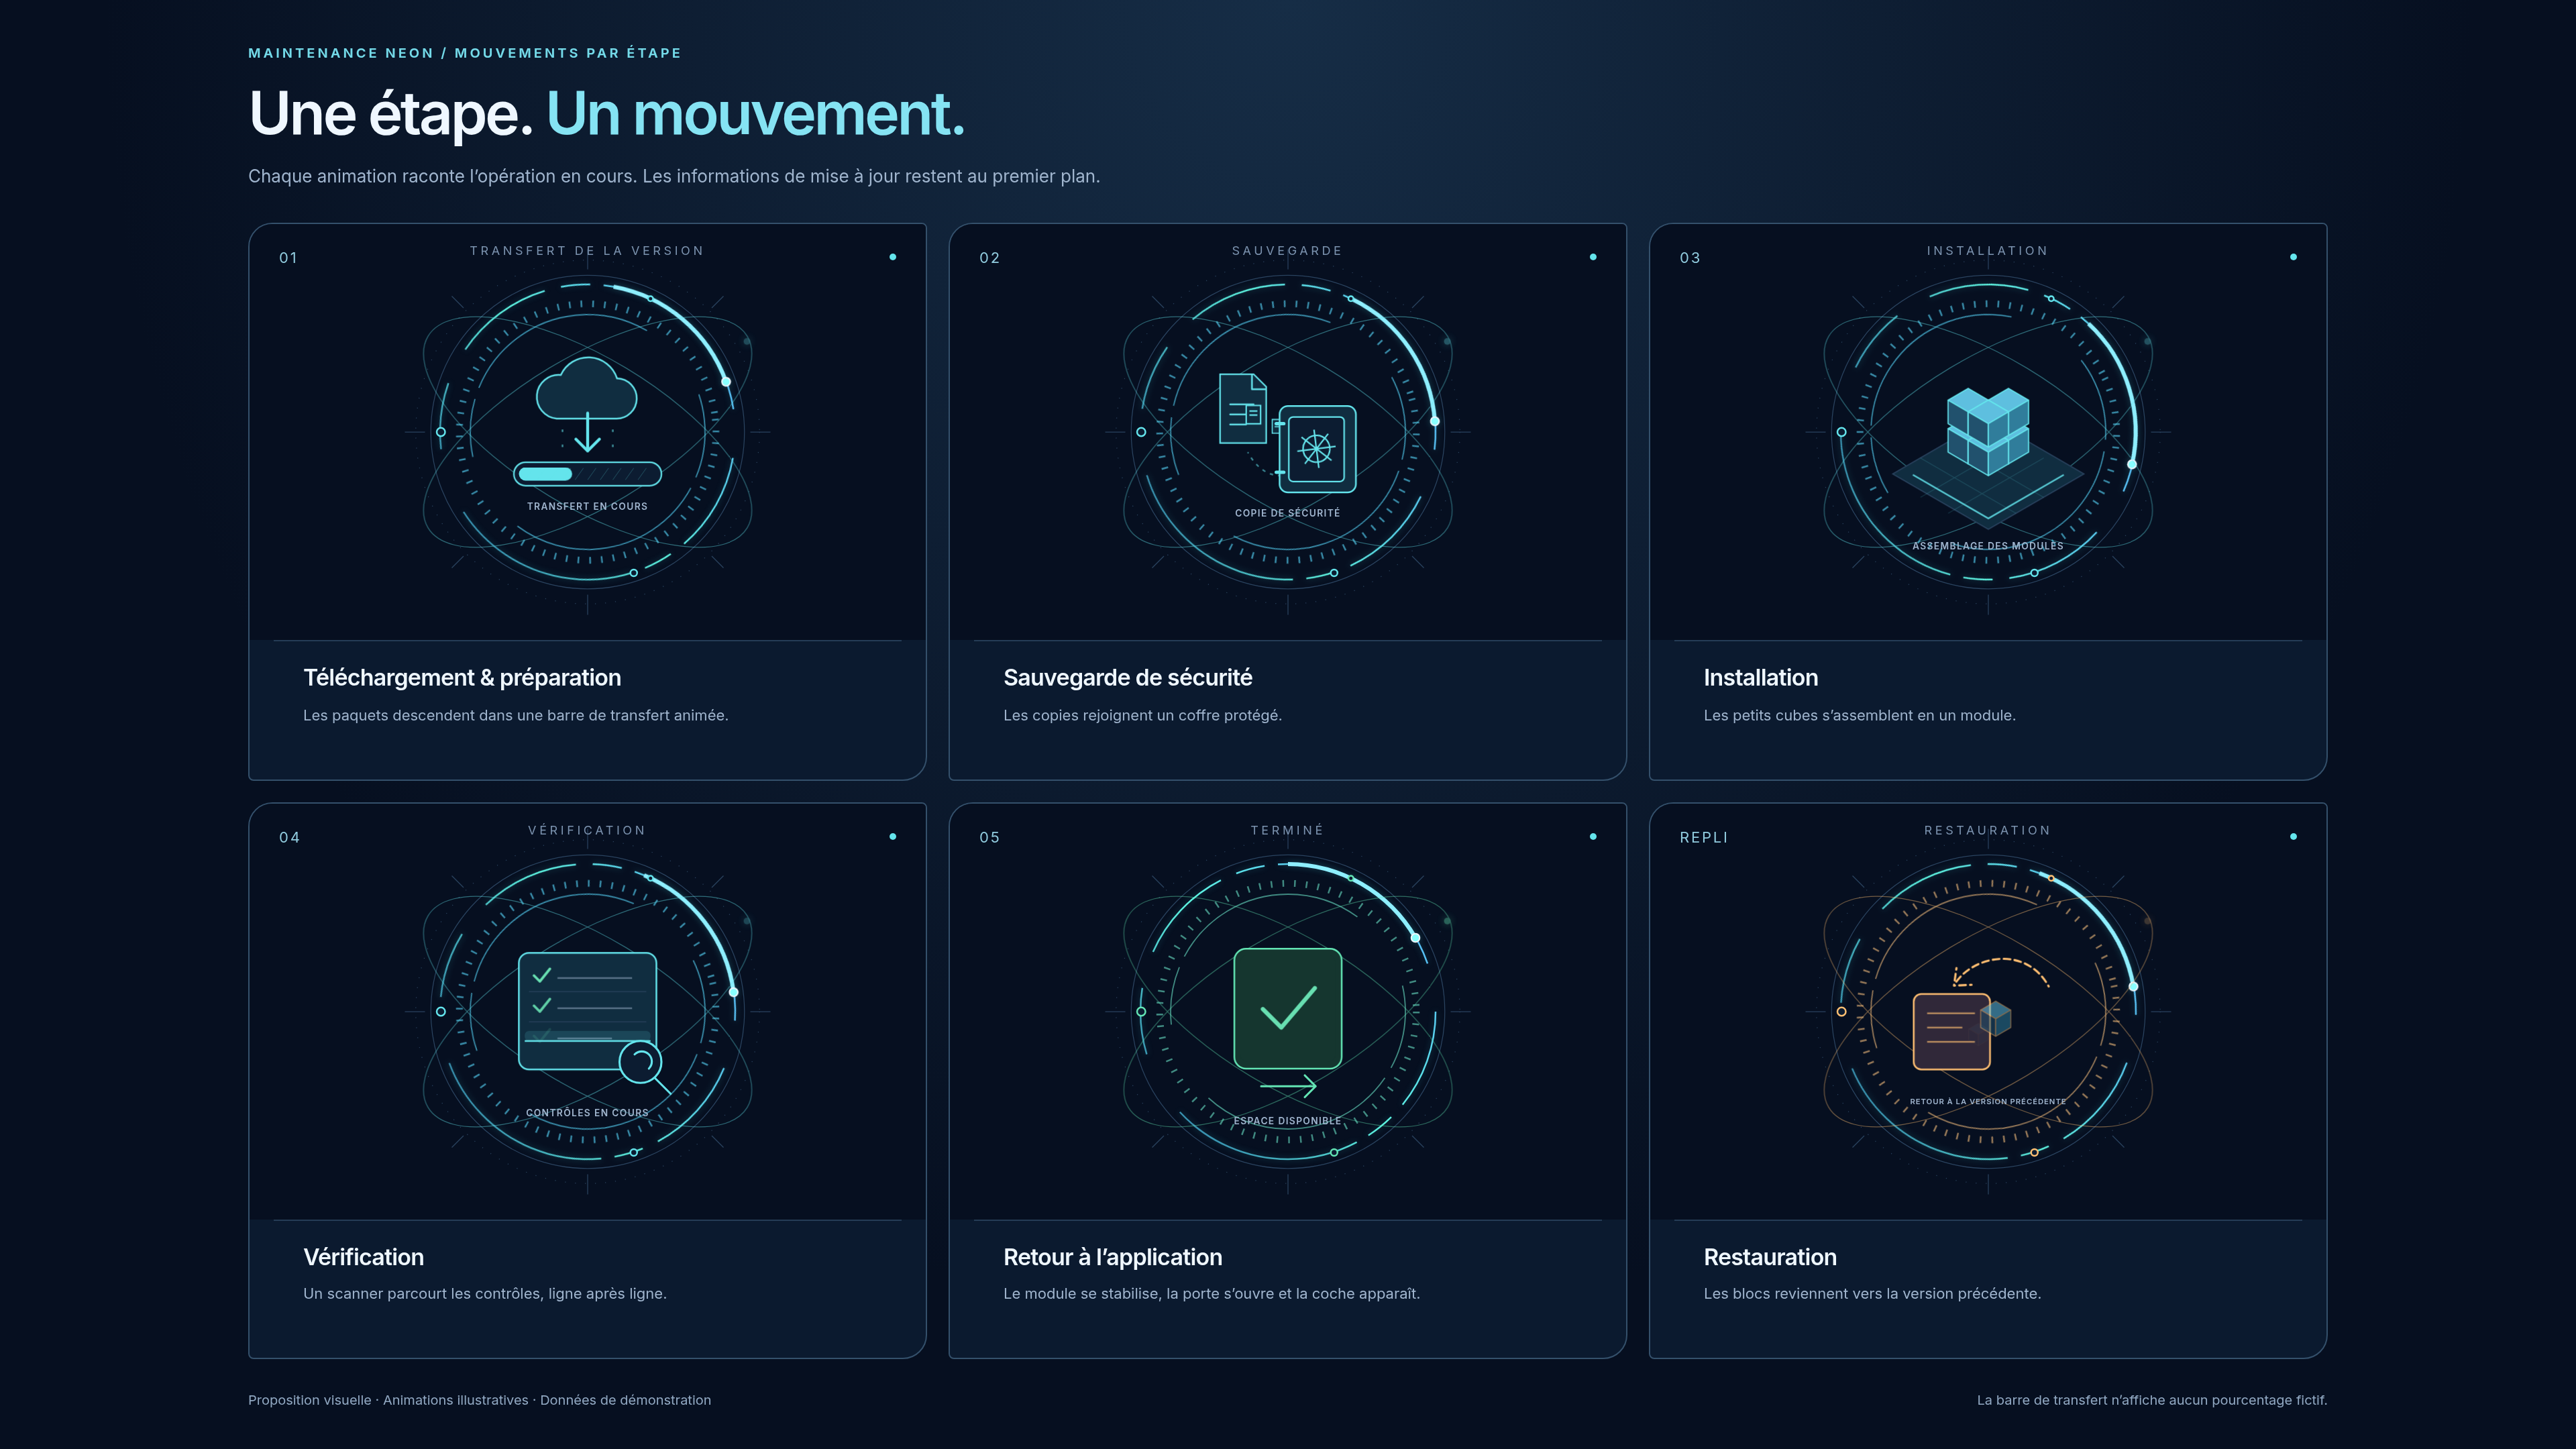 MAINTENANCE NEON / MOUVEMENTS PAR ÉTAPE
Une étape. Un mouvement.
Chaque animation raconte l’opération en cours. Les informations de mise à jour restent au premier plan.
01
TRANSFERT DE LA VERSION
TRANSFERT EN COURS
Téléchargement & préparation
Les paquets descendent dans une barre de transfert animée.
02
SAUVEGARDE
COPIE DE SÉCURITÉ
Sauvegarde de sécurité
Les copies rejoignent un coffre protégé.
03
INSTALLATION
ASSEMBLAGE DES MODULES
Installation
Les petits cubes s’assemblent en un module.
04
VÉRIFICATION
CONTRÔLES EN COURS
Vérification
Un scanner parcourt les contrôles, ligne après ligne.
05
TERMINÉ
ESPACE DISPONIBLE
Retour à l’application
Le module se stabilise, la porte s’ouvre et la coche apparaît.
REPLI
RESTAURATION
RETOUR À LA VERSION PRÉCÉDENTE
Restauration
Les blocs reviennent vers la version précédente.
Proposition visuelle · Animations illustratives · Données de démonstration
La barre de transfert n’affiche aucun pourcentage fictif.